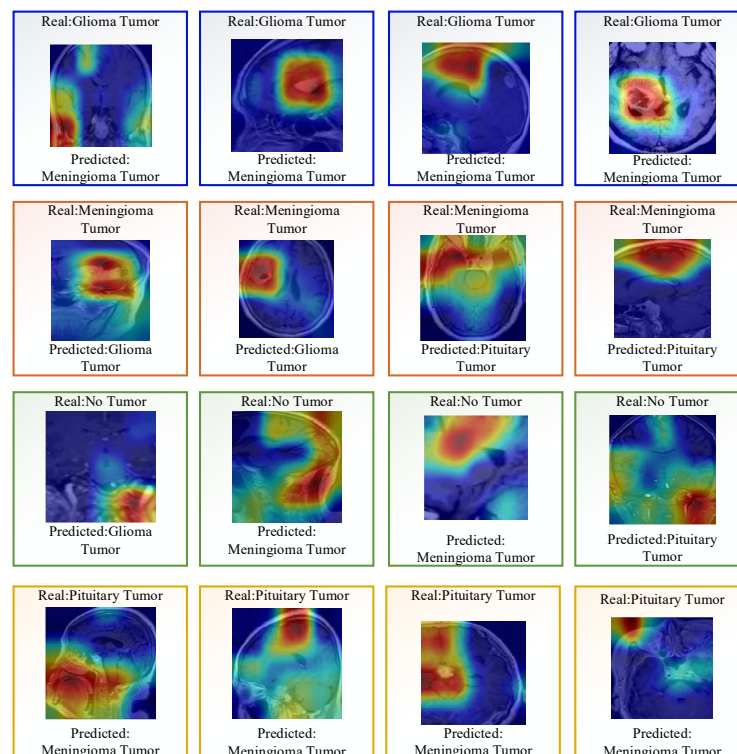 Real:Glioma Tumor
Predicted:
Meningioma Tumor
Real:Glioma Tumor
Predicted:
Meningioma Tumor
Real:Glioma Tumor
Predicted:
Meningioma Tumor
Real:Glioma Tumor
Predicted:
Meningioma Tumor
Real:Meningioma
Tumor
Predicted:Glioma
Tumor
Real:Meningioma
Tumor
Predicted:Glioma
Tumor
Real:Meningioma
Tumor
Predicted:Pituitary
Tumor
Real:Meningioma
Tumor
Predicted:Pituitary
Tumor
Real:No Tumor
Predicted:Glioma
Tumor
Real:No Tumor
Predicted:
Meningioma Tumor
Real:No Tumor
Predicted:
Meningioma Tumor
Real:No Tumor
Predicted:Pituitary
Tumor
Real:Pituitary Tumor
Predicted:
Meningioma Tumor
Real:Pituitary Tumor
Predicted:
Meningioma Tumor
Real:Pituitary Tumor
Predicted:
Meningioma Tumor
Real:Pituitary Tumor
Predicted:
Meningioma Tumor